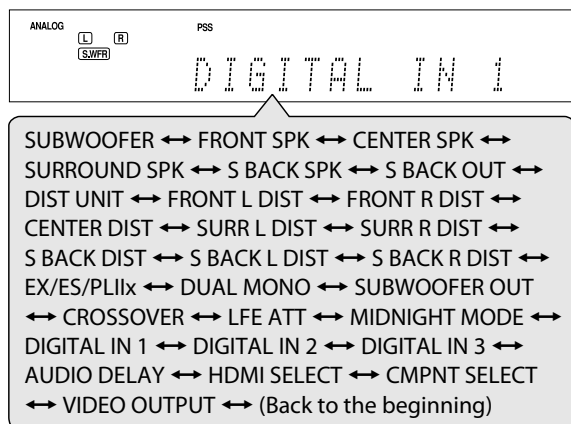 ANALOG
L R
PSS
S.WFR
DIGITAL IN 1
SUBWOOFER ↔ FRONT SPK ↔ CENTER SPK ↔
SURROUND SPK ↔ S BACK SPK ↔ S BACK OUT ↔
DIST UNIT ↔ FRONT L DIST ↔ FRONT R DIST ↔
CENTER DIST ↔ SURR L DIST ↔ SURR R DIST ↔
S BACK DIST ↔ S BACK L DIST ↔ S BACK R DIST ↔
EX/ES/PLIIx ↔ DUAL MONO ↔ SUBWOOFER OUT
↔ CROSSOVER ↔ LFE ATT ↔ MIDNIGHT MODE ↔
DIGITAL IN 1 ↔ DIGITAL IN 2 ↔ DIGITAL IN 3 ↔
AUDIO DELAY ↔ HDMI SELECT ↔ CMPNT SELECT
↔ VIDEO OUTPUT ↔ (Back to the beginning)